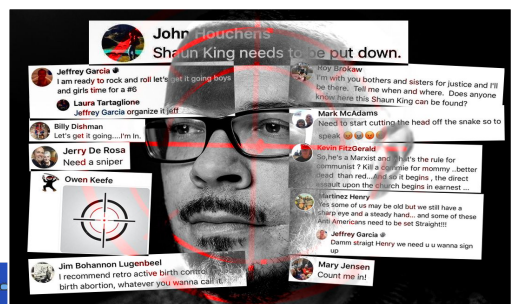 John Houchens
Shaun King needs to be put down.
Jeffrey Garcia
I am ready to rock and roll let's get it going boys
and girls time for a #6
Laura Tartaglione
Jeffrey Garcia organize it jeff
Billy Dishman
Let's get it going....I'm in.
Jerry De Rosa
Need a sniper
Owen Keefe
Jim Bohannon Lugenbeel
I recommend retro active birth control
birth abortion, whatever you wanna call it.
Roy Brokaw
I'm with you bothers and sisters for justice and I'll
be there. Tell me when and where. Does anyone
know here this Shaun King can be found?
Mark McAdams
Need to start cutting the head off the snake so to
speak
Kevin FitzGerald
So,he's a Marxist and That's the rule for
communist ? Kill a commie for mommy ..better
dead than red....And so it begins , the direct
assault upon the church begins in earnest ...
Martinez Henry
Yes some of us may be old but we still have a
sharp eye and a steady hand... and some of these
Anti Americans need to be set Straight!!!
Jeffrey Garcia
Damm straigt Henry we need u u wanna sign
up
Mary Jensen
Count me in!